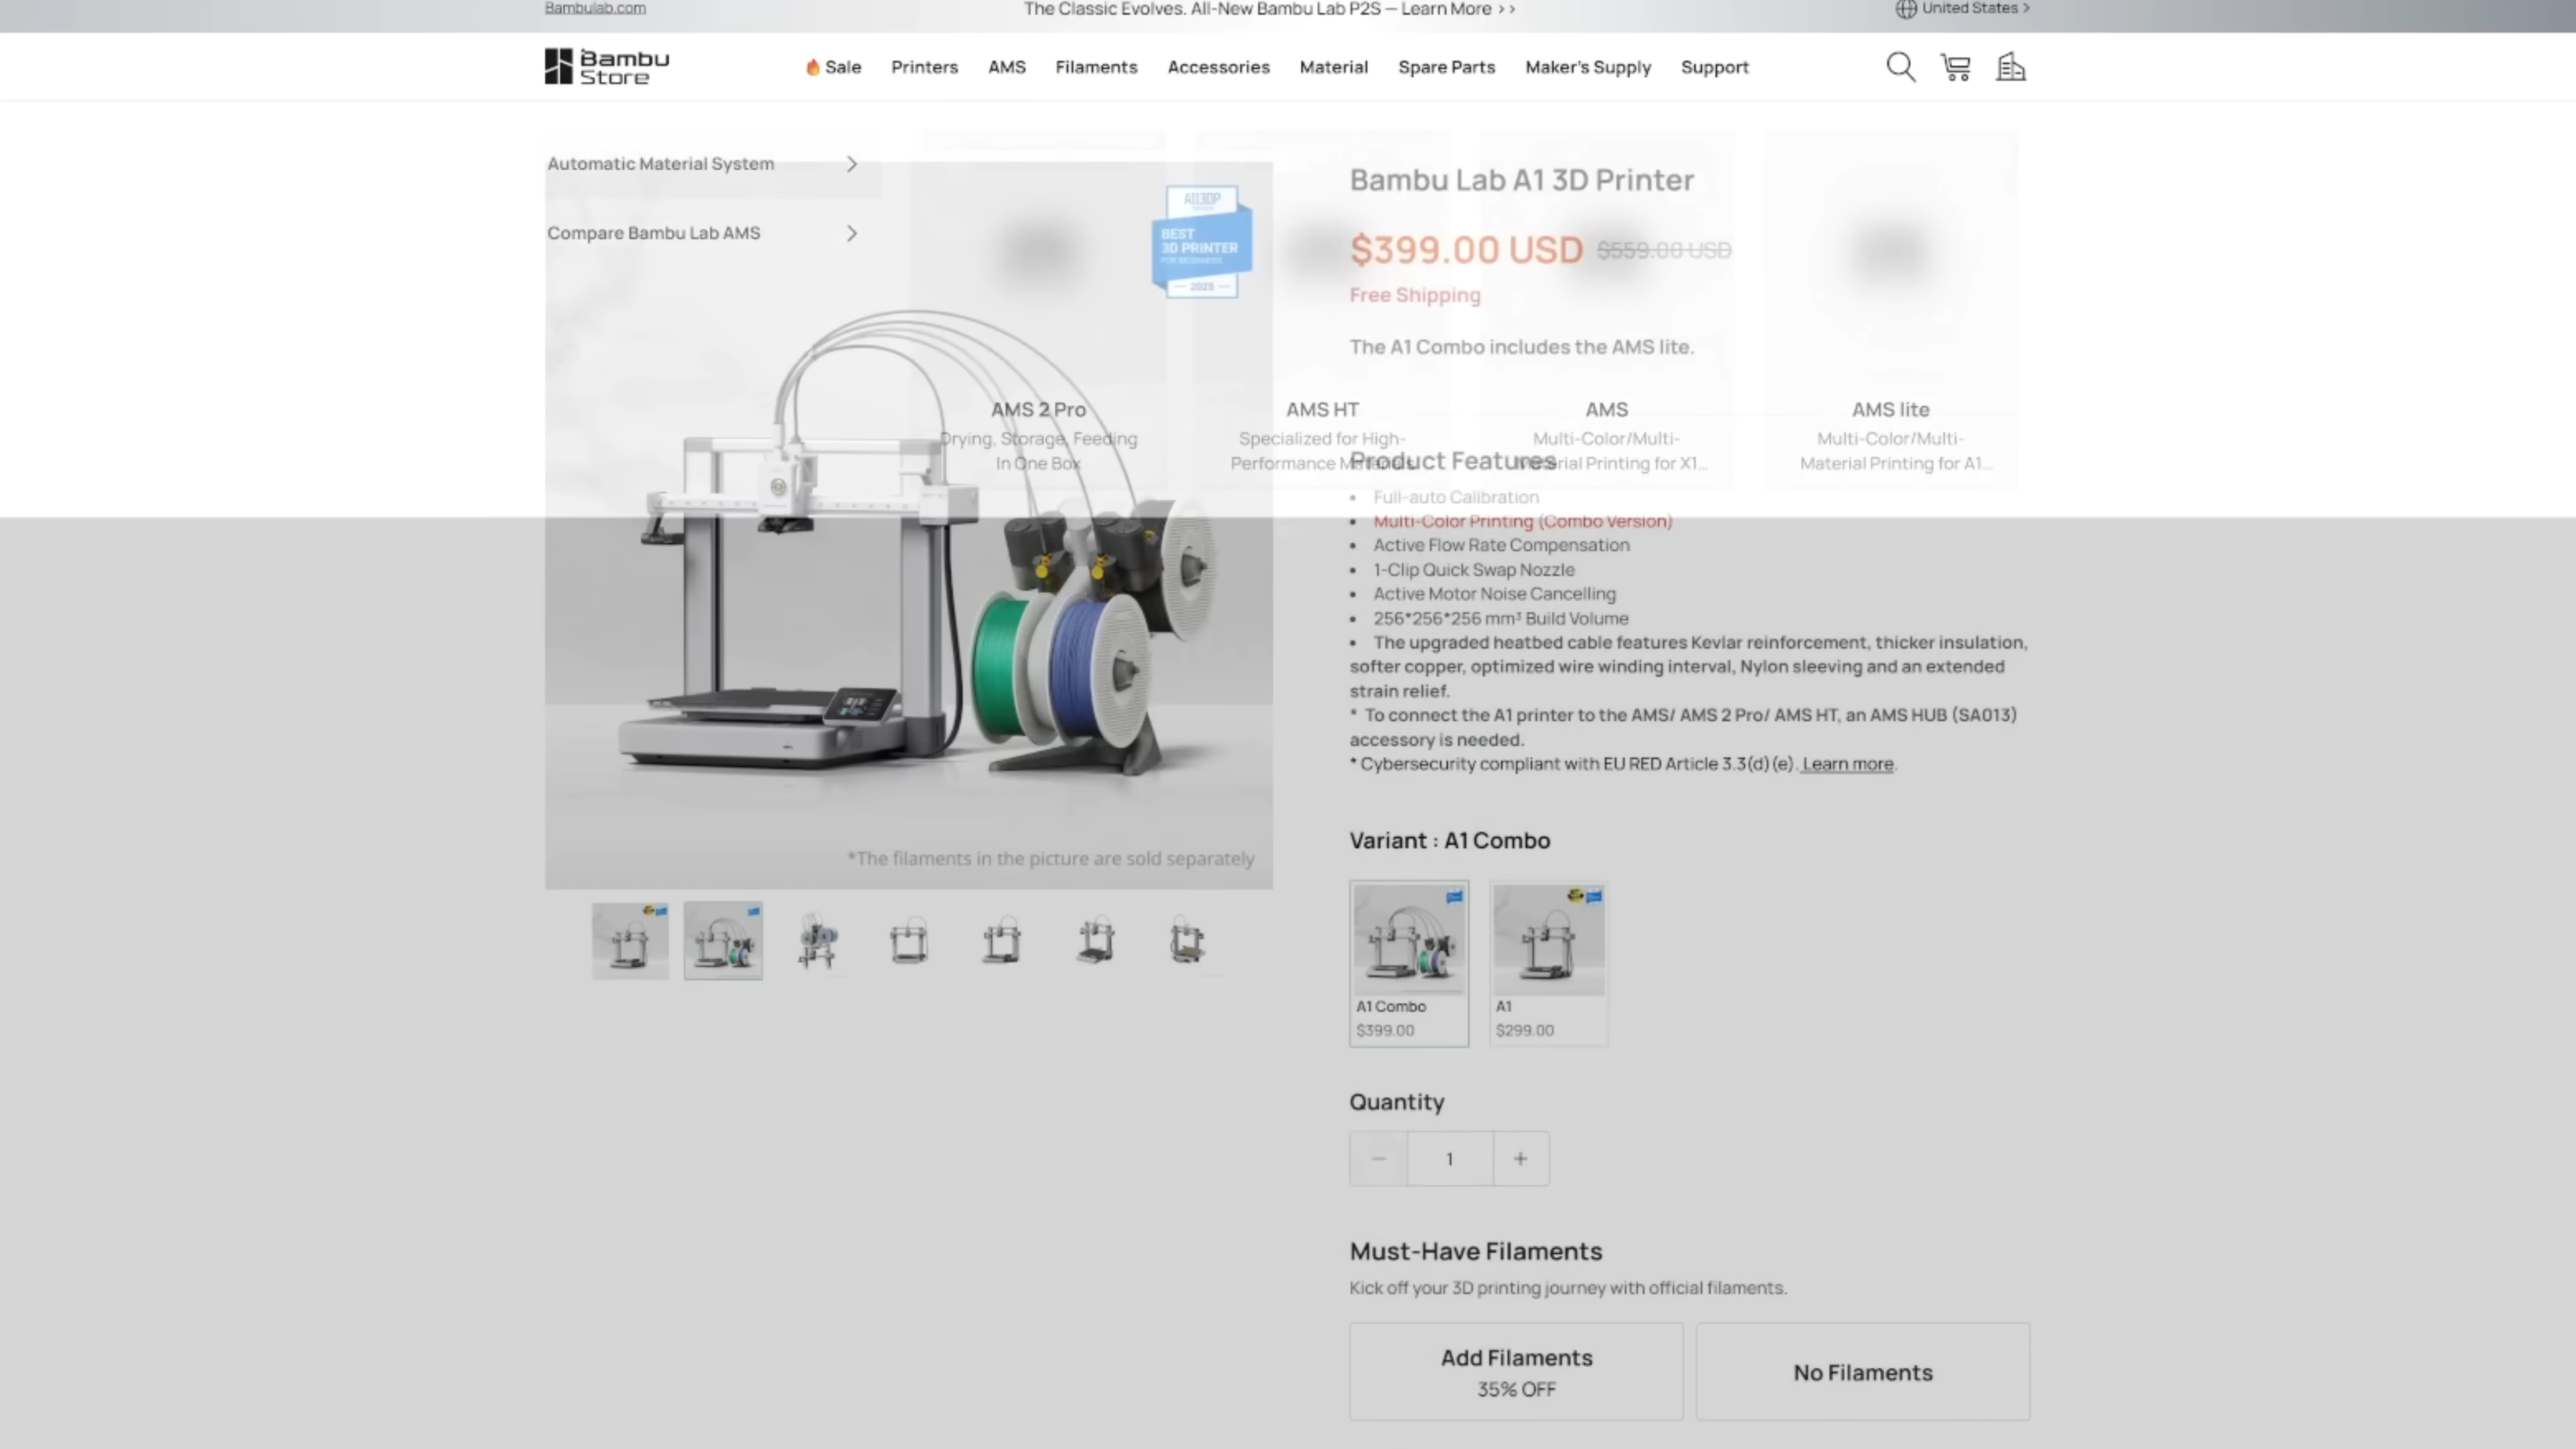 Bambulab.com
The Classic Evolves. All-New Bambu Lab P2S — Learn More >>
United States >
Bambu Store
Sale
Printers
AMS
Filaments
Accessories
Material
Spare Parts
Maker's Supply
Support
Automatic Material System
Compare Bambu Lab AMS
AMS 2 Pro
Drying, Storage, Feeding
In One Box
AMS HT
Specialized for High-
Performance Materials
AMS
Multi-Color/Multi-
Material Printing for X1...
AMS lite
Multi-Color/Multi-
Material Printing for A1...
BEST
3D PRINTER
FOR BEGINNERS
2025
*The filaments in the picture are sold separately
Bambu Lab A1 3D Printer
$399.00 USD $559.00 USD
Free Shipping
The A1 Combo includes the AMS lite.
Product Features
• Full-auto Calibration
• Multi-Color Printing (Combo Version)
• Active Flow Rate Compensation
• 1-Clip Quick Swap Nozzle
• Active Motor Noise Cancelling
• 256*256*256 mm³ Build Volume
• The upgraded heatbed cable features Kevlar reinforcement, thicker insulation,
softer copper, optimized wire winding interval, Nylon sleeving and an extended
strain relief.
* To connect the A1 printer to the AMS/ AMS 2 Pro/ AMS HT, an AMS HUB (SA013)
accessory is needed.
* Cybersecurity compliant with EU RED Article 3.3(d)(e). Learn more.
Variant : A1 Combo
A1 Combo
$399.00
A1
$299.00
Quantity
− 1 +
Must-Have Filaments
Kick off your 3D printing journey with official filaments.
Add Filaments
35% OFF
No Filaments